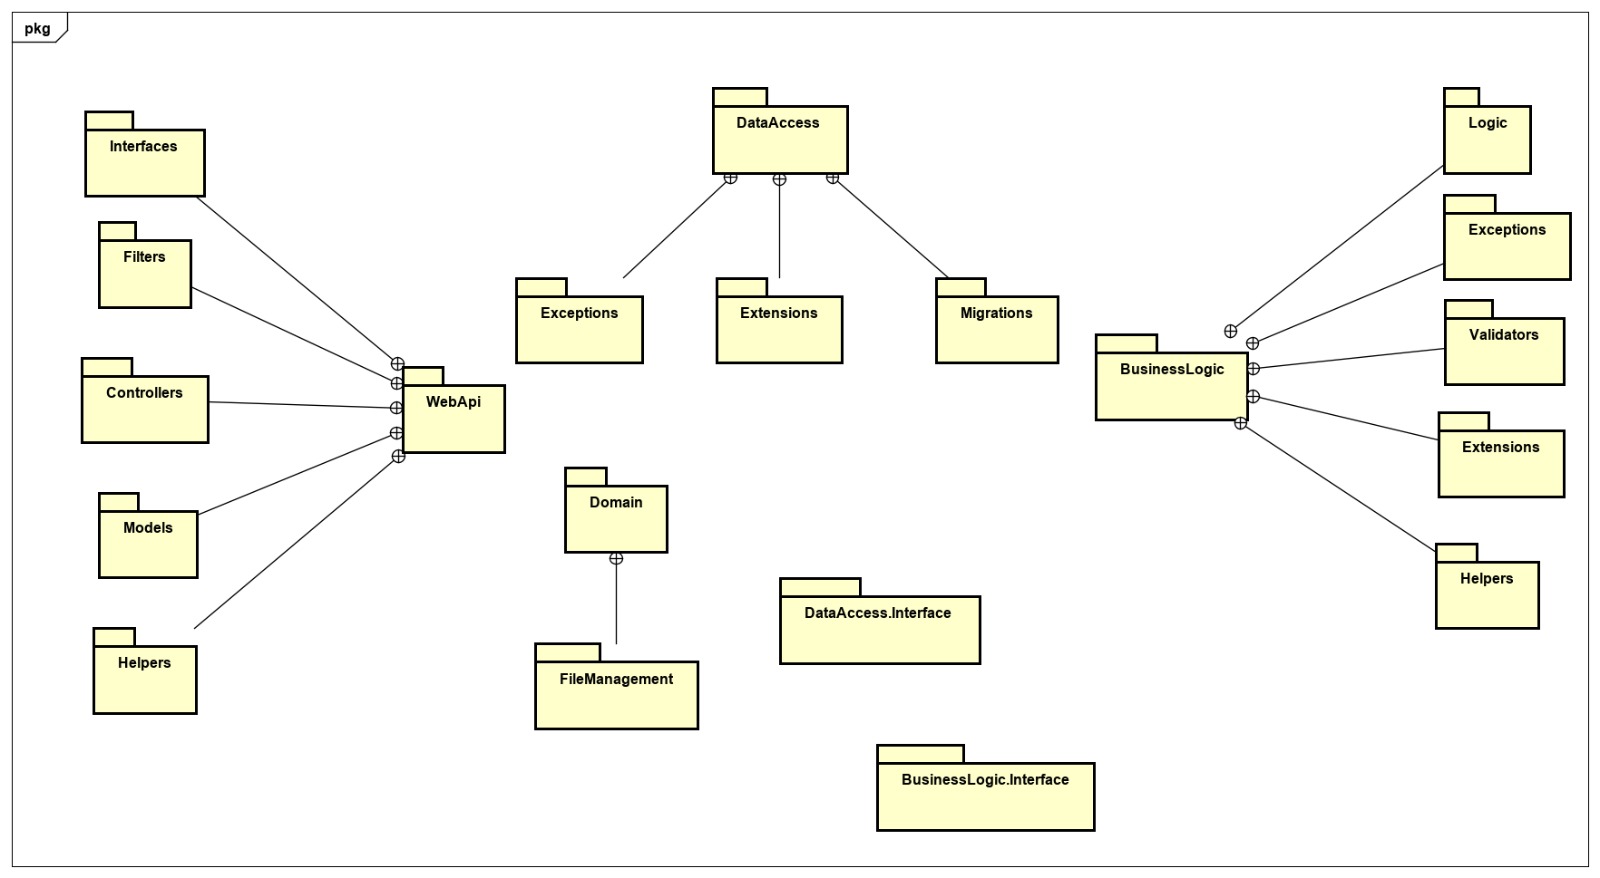 pkg
DataAccess
Logic
Interfaces
Exceptions
Filters
Exceptions
Extensions
Migrations
Validators
BusinessLogic
Controllers
WebApi
Extensions
Domain
Models
Helpers
DataAccess.Interface
Helpers
FileManagement
BusinessLogic.Interface